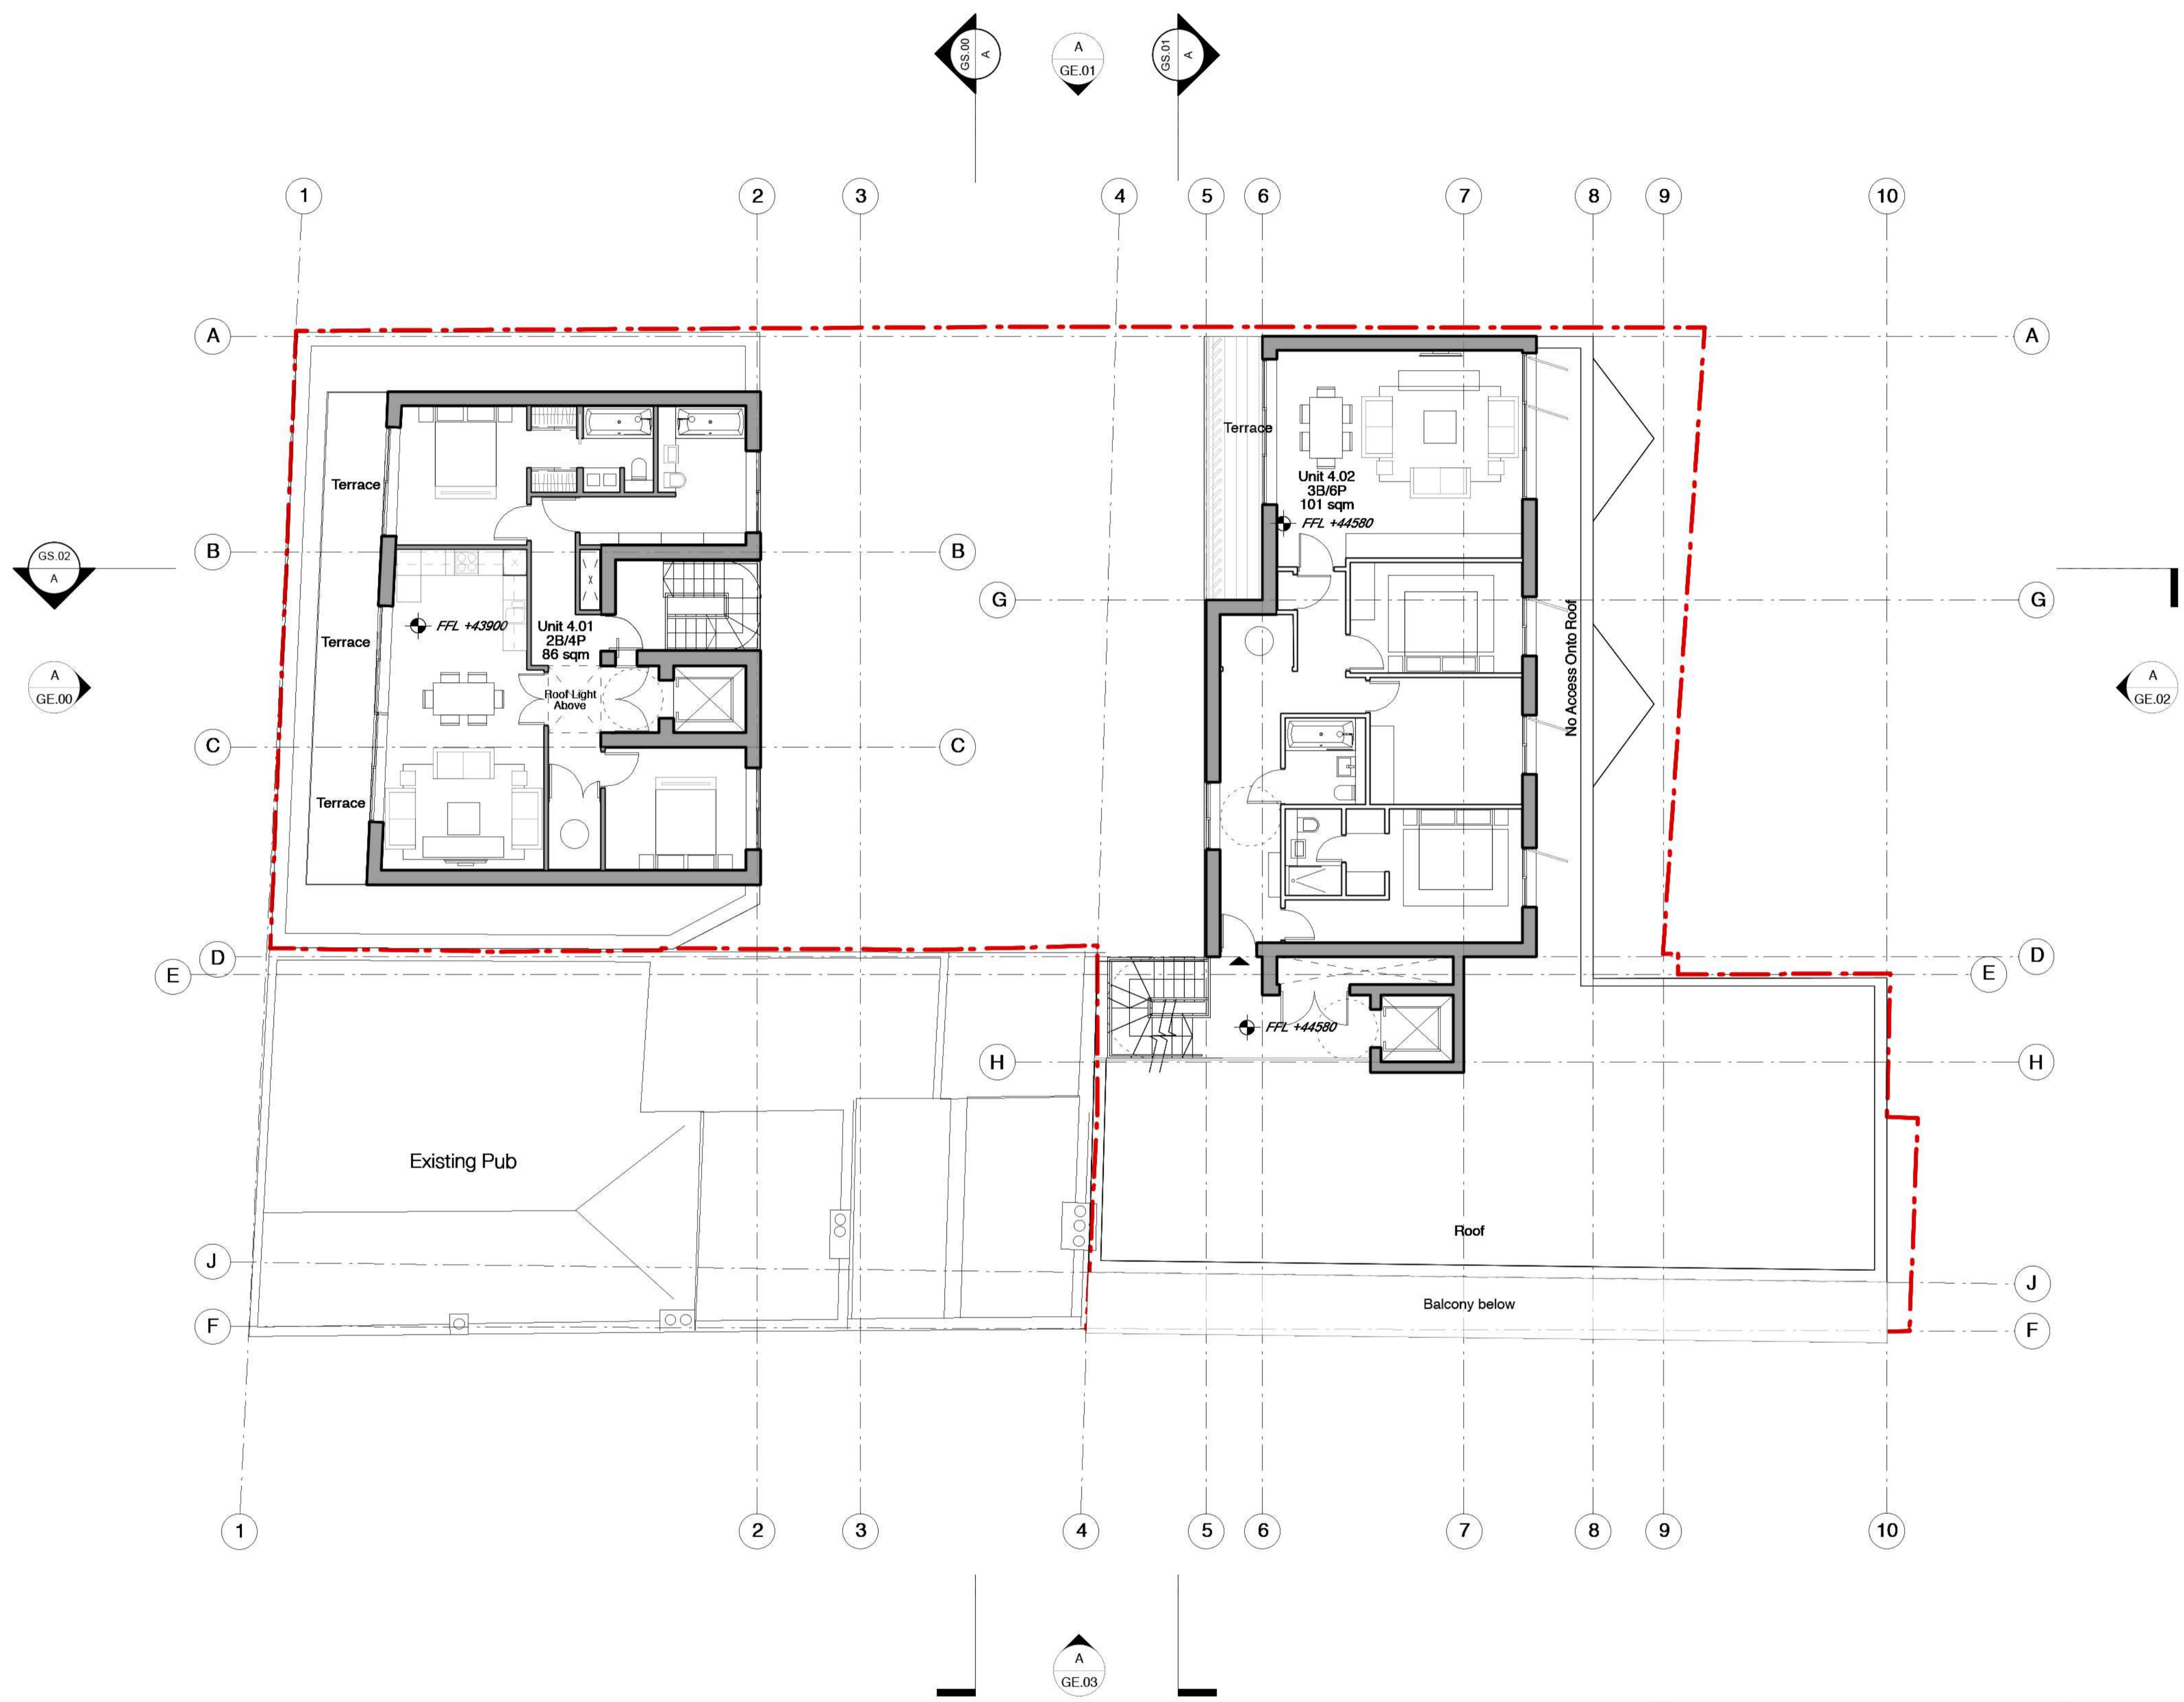 GS.00
A
A
GE.01
GS.01
A
1
2
3
4
5
6
7
8
9
10
A
A
Terrace
Terrace
Unit 4.02
3B/6P
101 sqm
FFL +44580
B
B
GS.02
A
G
G
FFL +43900
Unit 4.01
2B/4P
86 sqm
Terrace
No Access Onto Roof
A
GE.00
Roof Light
Above
A
GE.02
C
C
Terrace
D
D
E
E
FFL +44580
H
H
Existing Pub
Roof
J
J
Balcony below
F
F
1
2
3
4
5
6
7
8
9
10
A
GE.03